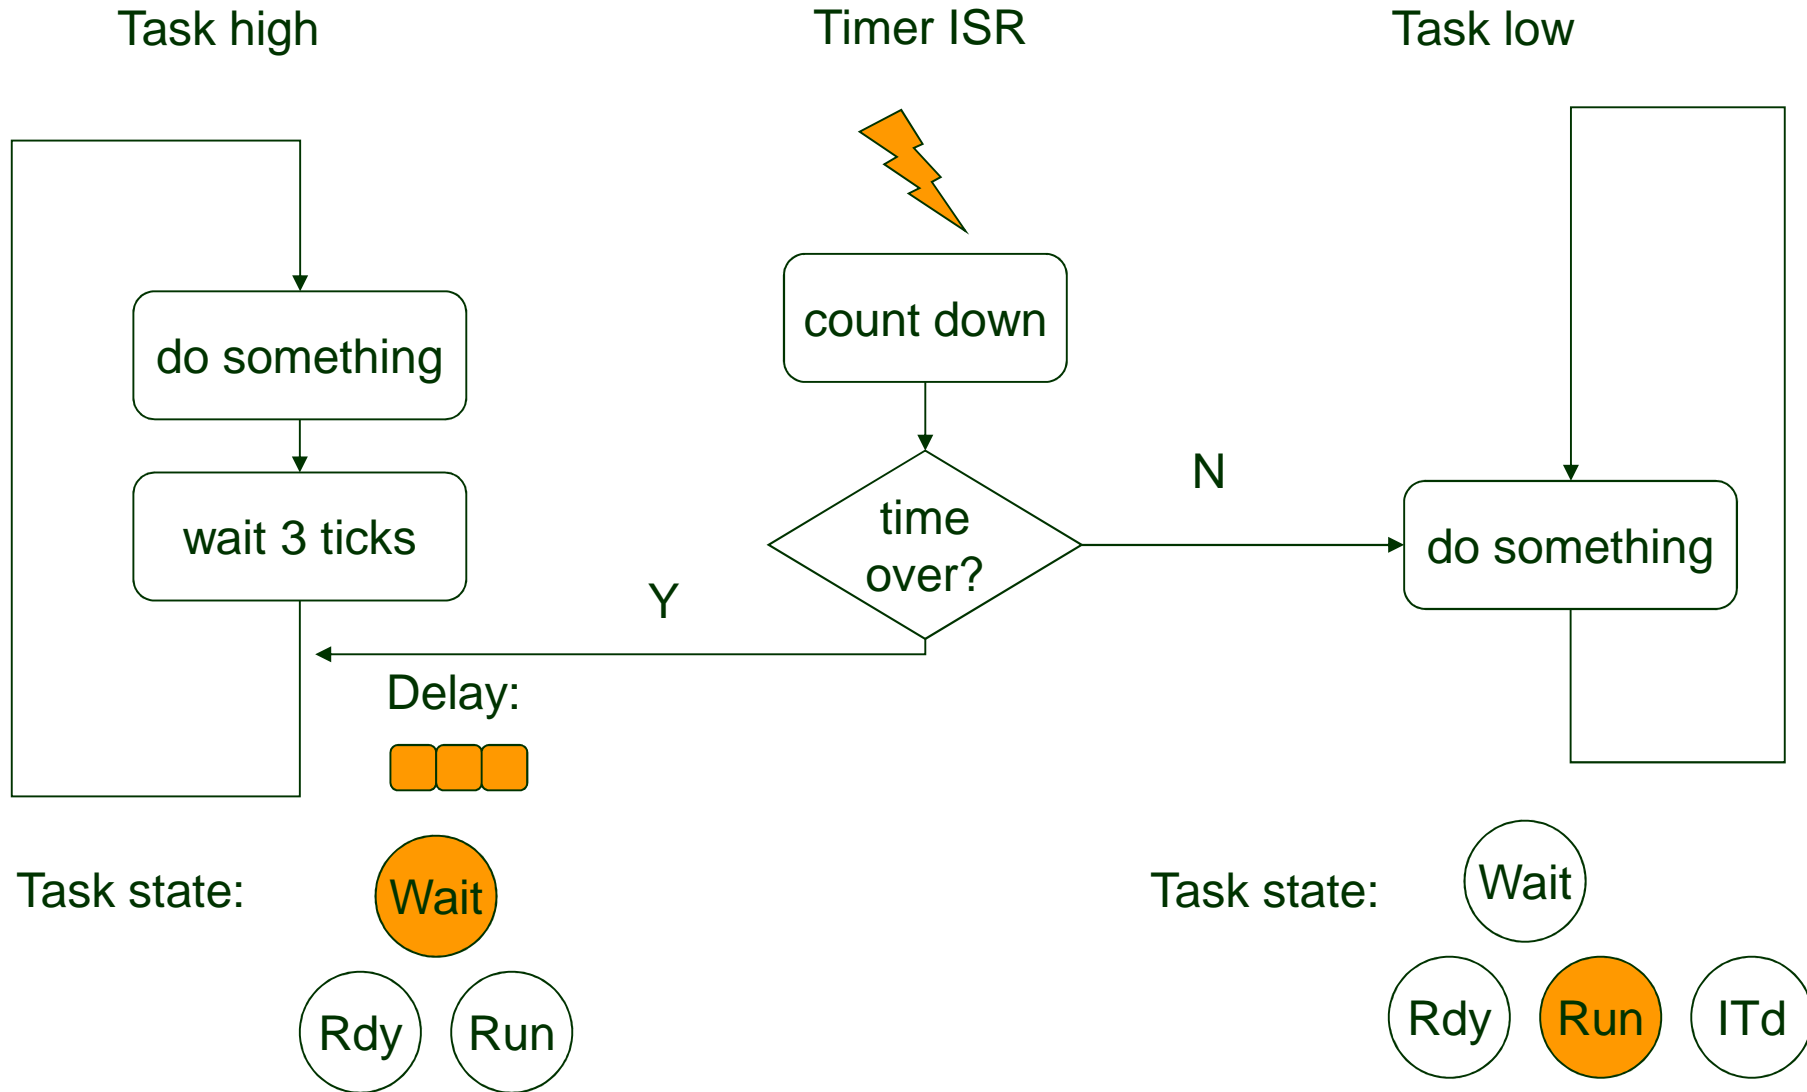 Task high
Timer ISR
Task low
do something
wait 3 ticks
count down
time
over?
N
Y
do something
Delay:
Task state:
Wait
Rdy
Run
Task state:
Wait
Rdy
Run
ITd